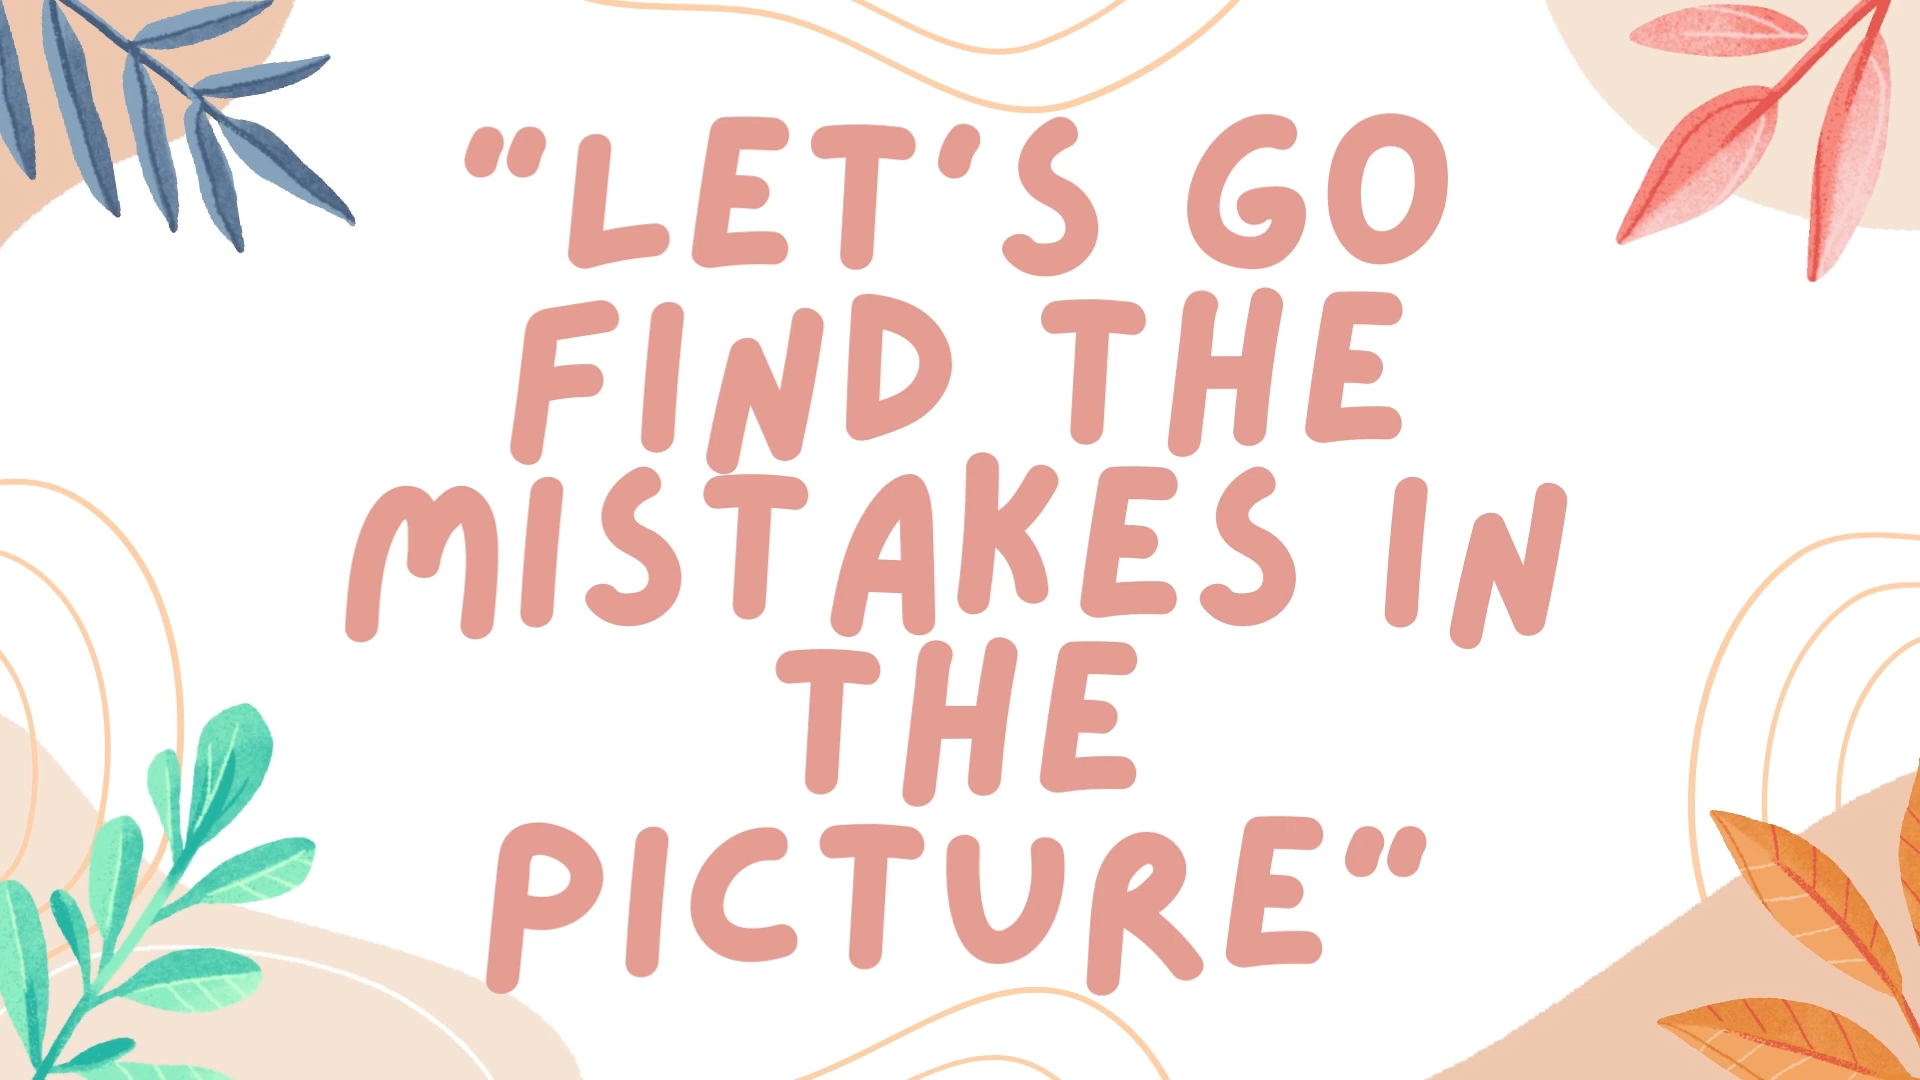 "LET'S GO
FIND THE
MISTAKES IN
THE
PICTURE"